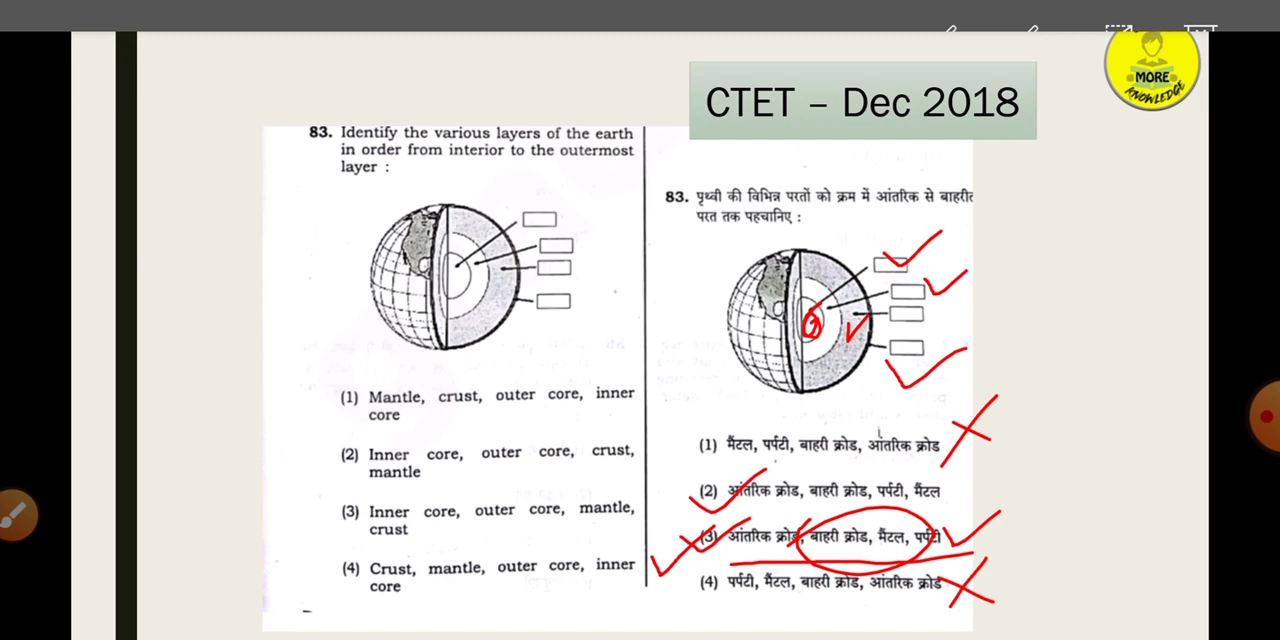 MORE
KNOWLEDGE
CTET – Dec 2018
83. Identify the various layers of the earth
in order from interior to the outermost
layer :
(1) Mantle, crust, outer core, inner
core
(2) Inner core, outer core, crust,
mantle
(3) Inner core, outer core, mantle,
crust
(4) Crust, mantle, outer core, inner
core
83. पृथ्वी की विभिन्न परतों को क्रम में आंतरिक से बाहरीत
परत तक पहचानिए :
(1) मैंटल, पर्पटी, बाहरी क्रोड, आंतरिक क्रोड
(2) आंतरिक क्रोड, बाहरी क्रोड, पर्पटी, मैंटल
(3) आंतरिक क्रोड, बाहरी क्रोड, मैंटल, पर्पटी
(4) पर्पटी, मैंटल, बाहरी क्रोड, आंतरिक क्रोड